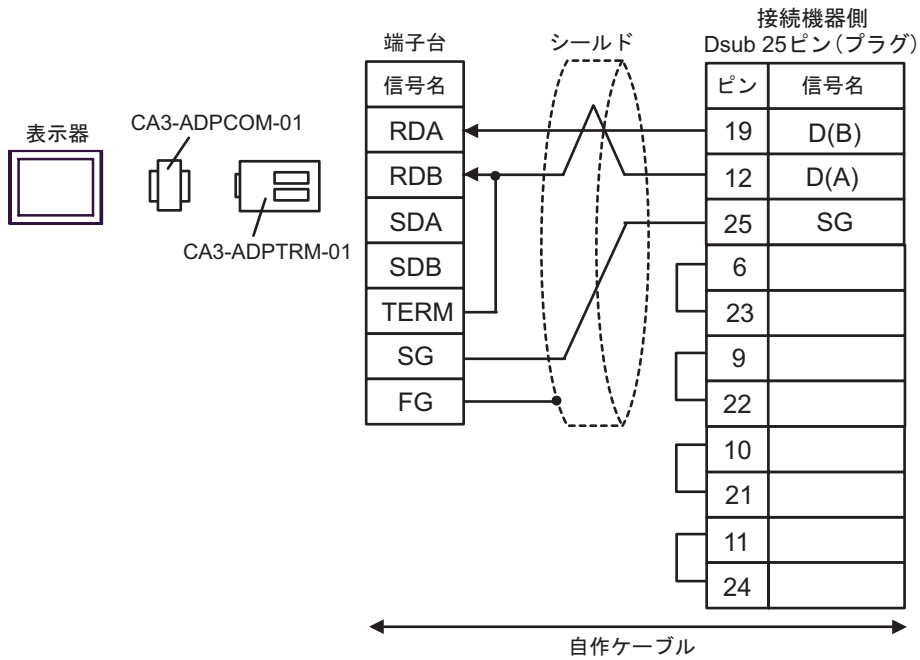 接続機器側
端子台 シールド Dsub 25ピン（プラグ）
信号名 ピン 信号名
表示器 CA3-ADPCOM-01 RDA 19 D(B)
RDB 12 D(A)
CA3-ADPTRM-01 SDA 25 SG
SDB 6
TERM 23
SG 9
FG 22
10
21
11
24
自作ケーブル